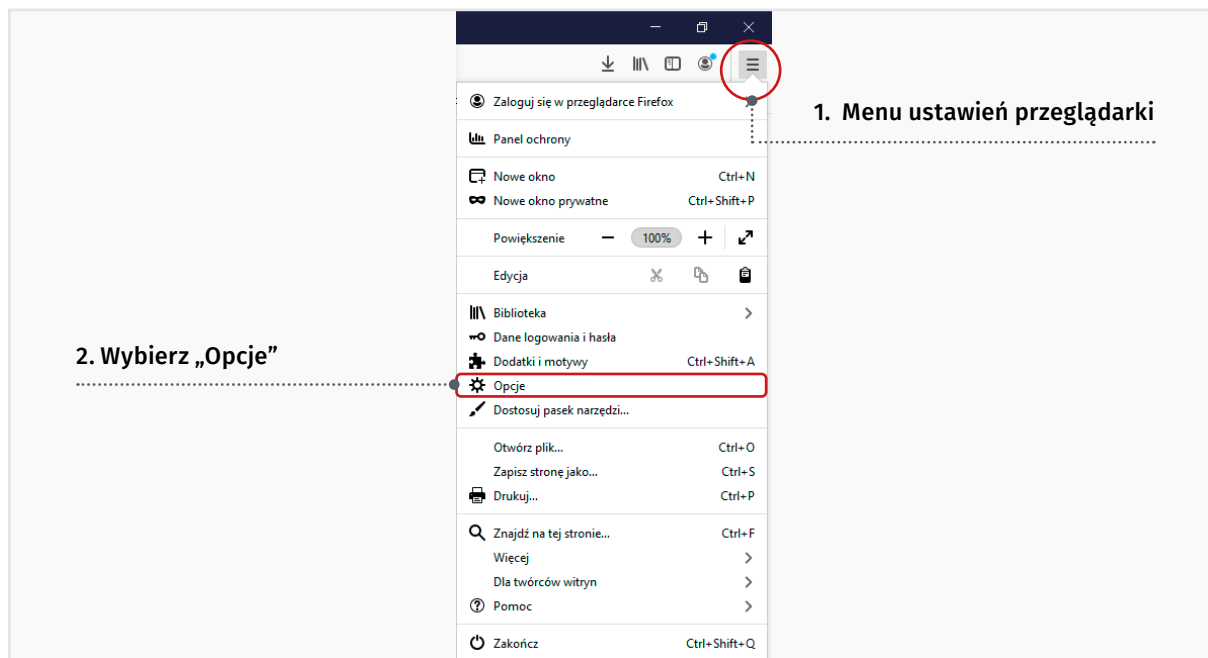 Zaloguj się w przeglądarce Firefox
1. Menu ustawień przeglądarki
Panel ochrony
Nowe okno Ctrl+N
Nowe okno prywatne Ctrl+Shift+P
Powiększenie 100%
Edycja
Biblioteka
Dane logowania i hasła
2. Wybierz „Opcje”
Dodatki i motywy Ctrl+Shift+A
Opcje
Dostosuj pasek narzędzi...
Otwórz plik... Ctrl+O
Zapisz stronę jako... Ctrl+S
Drukuj... Ctrl+P
Znajdź na tej stronie... Ctrl+F
Więcej
Dla twórców witryn
Pomoc
Zakończ Ctrl+Shift+Q